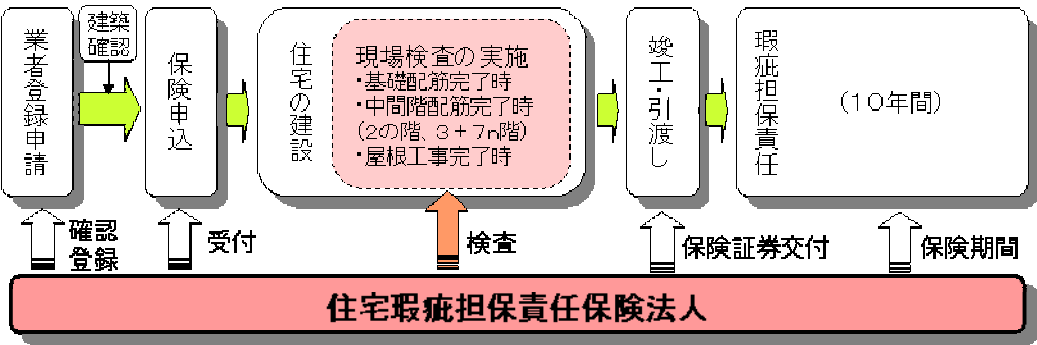 業者登録申請
建築
確認
保険申込
住宅の建設
現場検査の実施
・基礎配筋完了時
・中間階配筋完了時
(2の階、3+7n階)
・屋根工事完了時
竣工・引渡し
瑕疵担保責任
(10年間)
確認
登録
受付
検査
保険証券交付
保険期間
住宅瑕疵担保責任保険法人